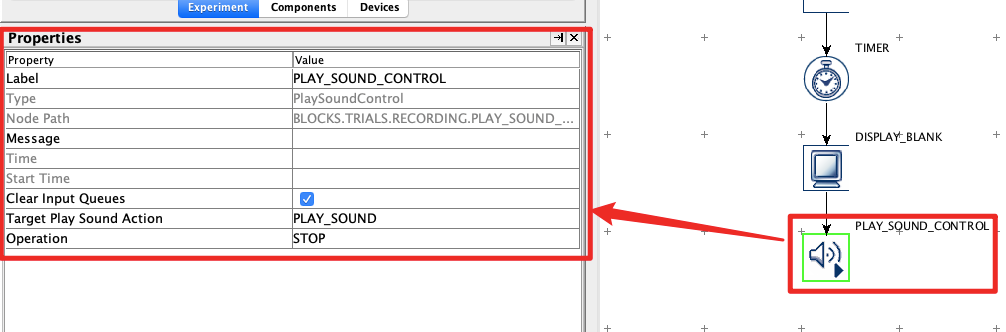 Experiment Components Devices
Properties
Property Value
Label PLAY_SOUND_CONTROL
Type PlaySoundControl
Node Path BLOCKS.TRIALS.RECORDING.PLAY_SOUND_...
Message
Time
Start Time
Clear Input Queues
Target Play Sound Action PLAY_SOUND
Operation STOP
TIMER
DISPLAY_BLANK
PLAY_SOUND_CONTROL